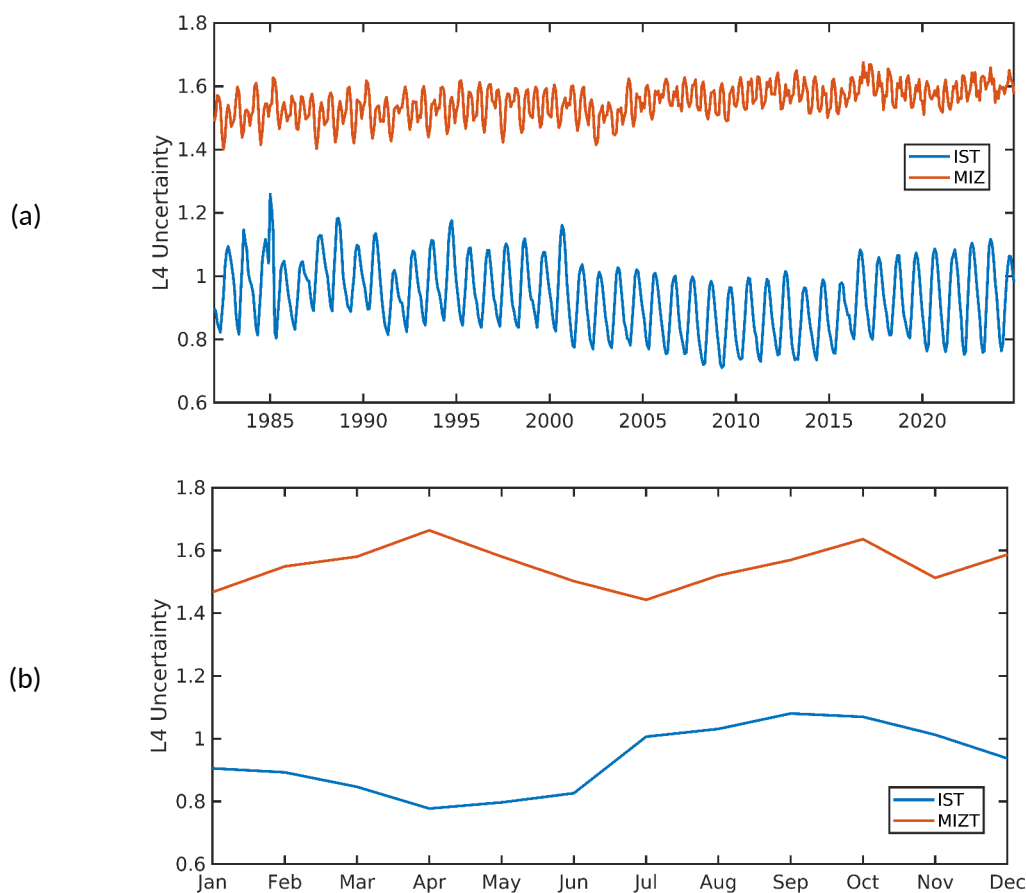 (a)
L4 Uncertainty
1.8
1.6
1.4
1.2
1
0.8
0.6
IST
MIZ
1985 1990 1995 2000 2005 2010 2015 2020
(b)
L4 Uncertainty
1.8
1.6
1.4
1.2
1
0.8
0.6
IST
MIZT
Jan Feb Mar Apr May Jun Jul Aug Sep Oct Nov Dec